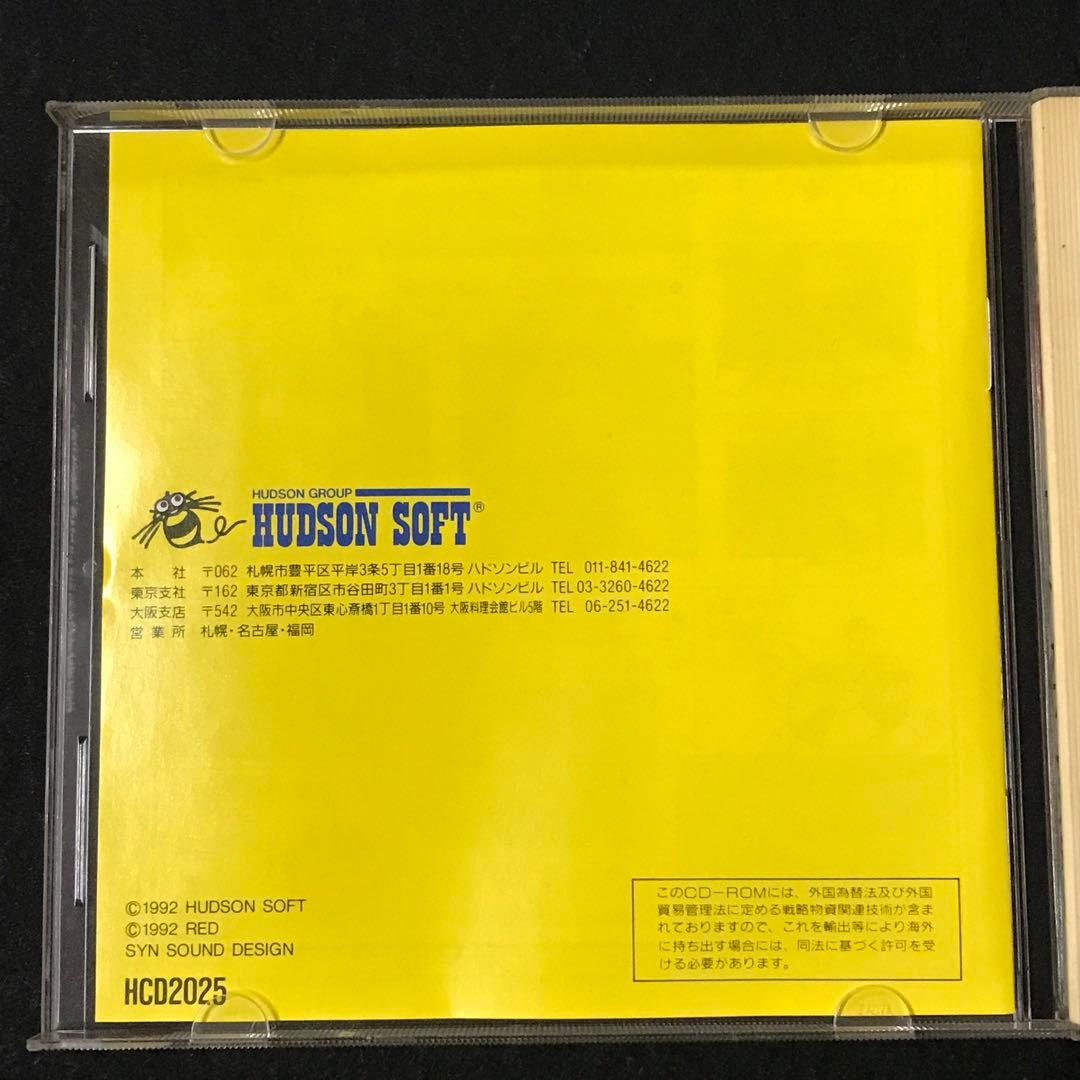 HUDSON GROUP
HUDSON SOFT®
本社 〒062 札幌市豊平区平岸3条5丁目1番18号 ハドソンビル TEL 011-841-4622
東京支社 〒162 東京都新宿区市谷田町3丁目1番1号 ハドソンビル TEL 03-3260-4622
大阪支店 〒542 大阪市中央区東心斎橋1丁目1番10号 大阪料理会館ビル5階 TEL 06-251-4622
営業所 札幌・名古屋・福岡
©1992 HUDSON SOFT
©1992 RED
SYN SOUND DESIGN
HCD2025
このCD-ROMには、外国為替法及び外国
貿易管理法に定める戦略物資関連技術が含ま
れておりますので、これを輸出等により海外
に持ち出す場合には、同法に基づく許可を受
ける必要があります。